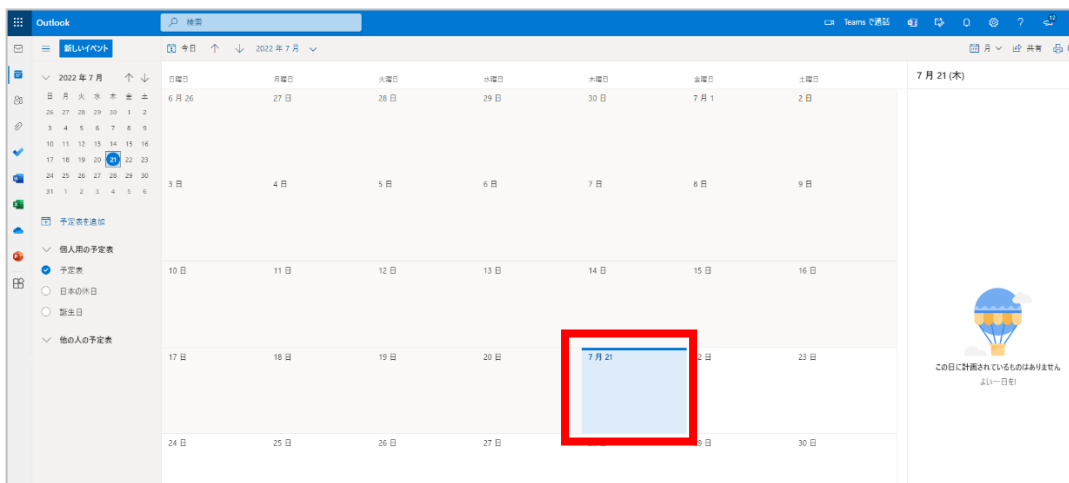 Outlook
検索
Teams で通話
12
新しいイベント
今日
2022 年 7 月
月
共有
2022 年 7 月
日 月 火 水 木 金 土
26 27 28 29 30 1 2
3 4 5 6 7 8 9
10 11 12 13 14 15 16
17 18 19 20 21 22 23
24 25 26 27 28 29 30
31 1 2 3 4 5 6
予定表を追加
個人用の予定表
予定表
日本の休日
誕生日
他の人の予定表
日曜日 月曜日 火曜日 水曜日 木曜日 金曜日 土曜日
6 月 26 27 日 28 日 29 日 30 日 7 月 1 2 日
3 日 4 日 5 日 6 日 7 日 8 日 9 日
10 日 11 日 12 日 13 日 14 日 15 日 16 日
17 日 18 日 19 日 20 日 7 月 21 2 日 23 日
24 日 25 日 26 日 27 日 9 日 30 日
7 月 21 (木)
この日に計画されているものはありません
よい一日を!